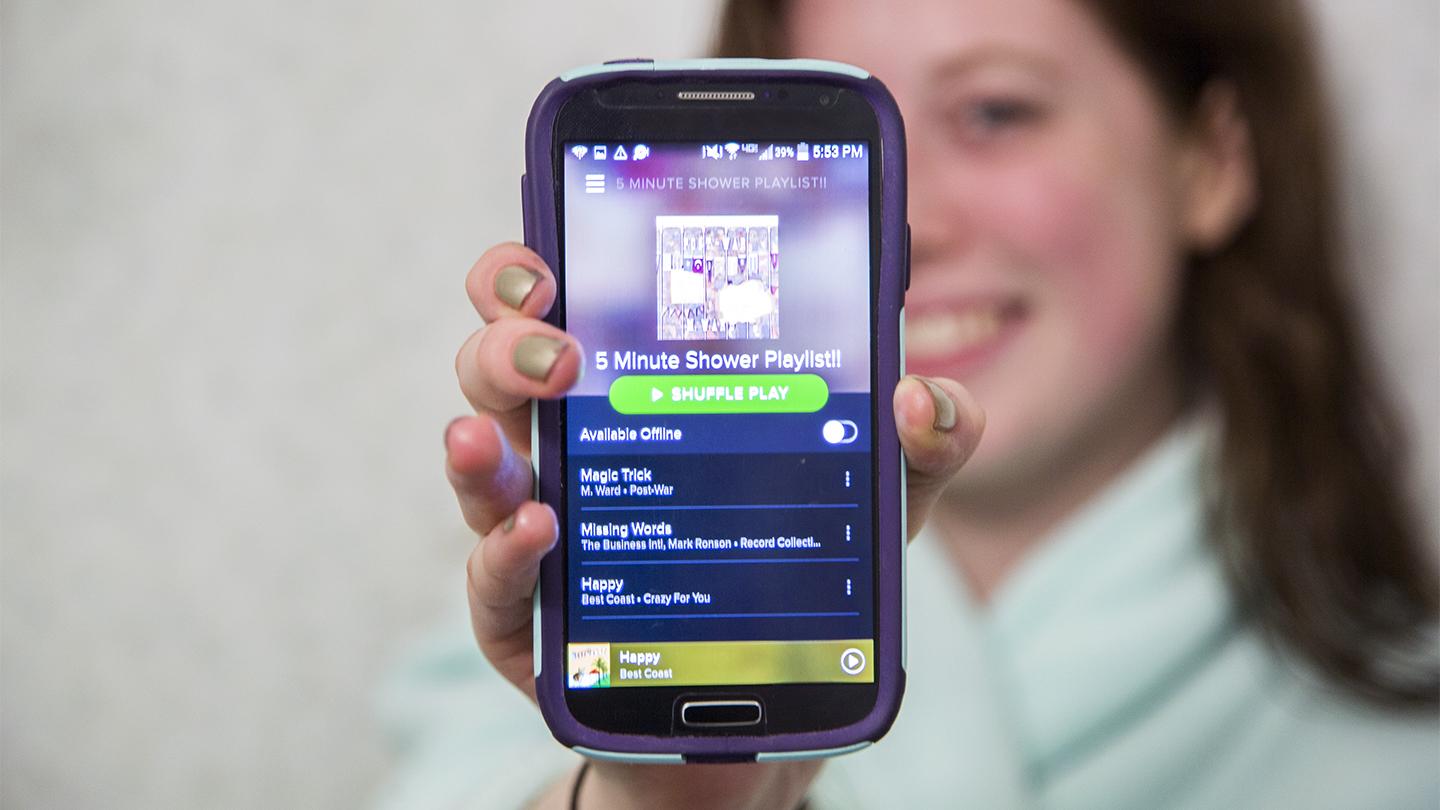 4G 39% 5:53 PM
5 MINUTE SHOWER PLAYLIST!!
5 Minute Shower Playlist!!
SHUFFLE PLAY
Available Offline
Magic Trick
M. Ward • Post-War
Missing Words
The Business Intl, Mark Ronson • Record Collecti...
Happy
Best Coast • Crazy For You
Happy
Best Coast